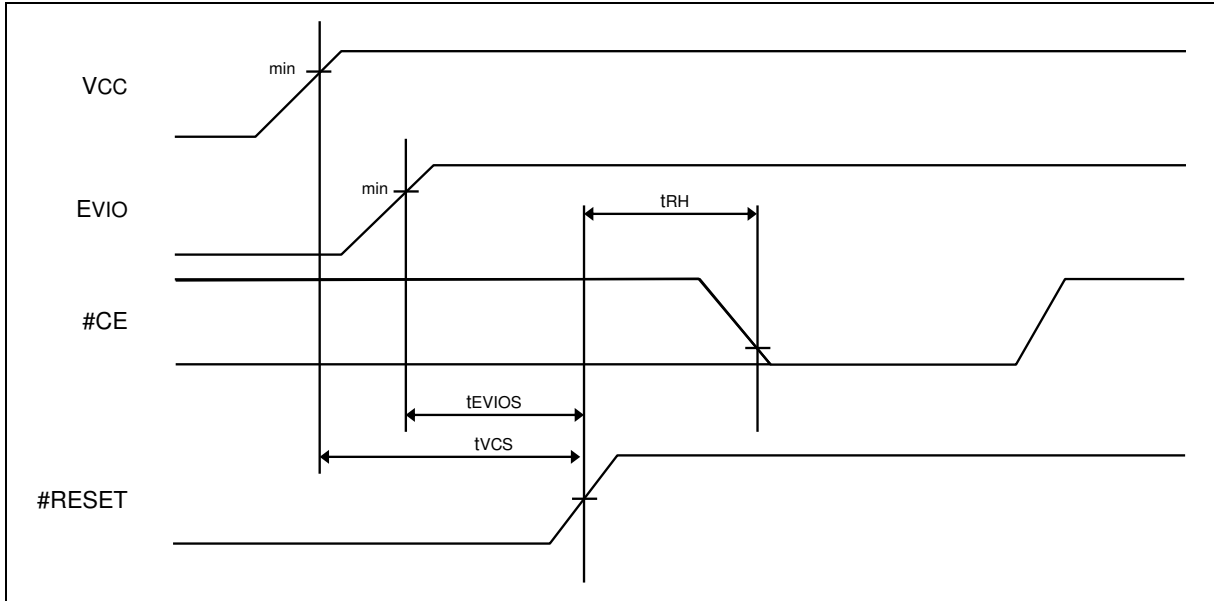 min
VCC
min
EVIO
tRH
#CE
tEVIOS
tVCS
#RESET